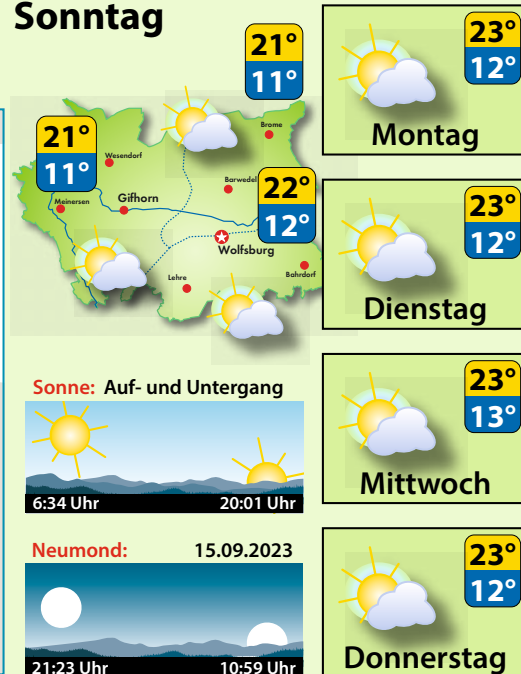 Sonntag
21°
11°
21°
11°
22°
12°
Brome
Wesendorf
Barwedel
Meinersen
Gifhorn
Wolfsburg
Lehre
Bahrdorf
Sonne: Auf- und Untergang
6:34 Uhr 20:01 Uhr
Neumond: 15.09.2023
21:23 Uhr 10:59 Uhr
23°
12°
Montag
23°
12°
Dienstag
23°
13°
Mittwoch
23°
12°
Donnerstag